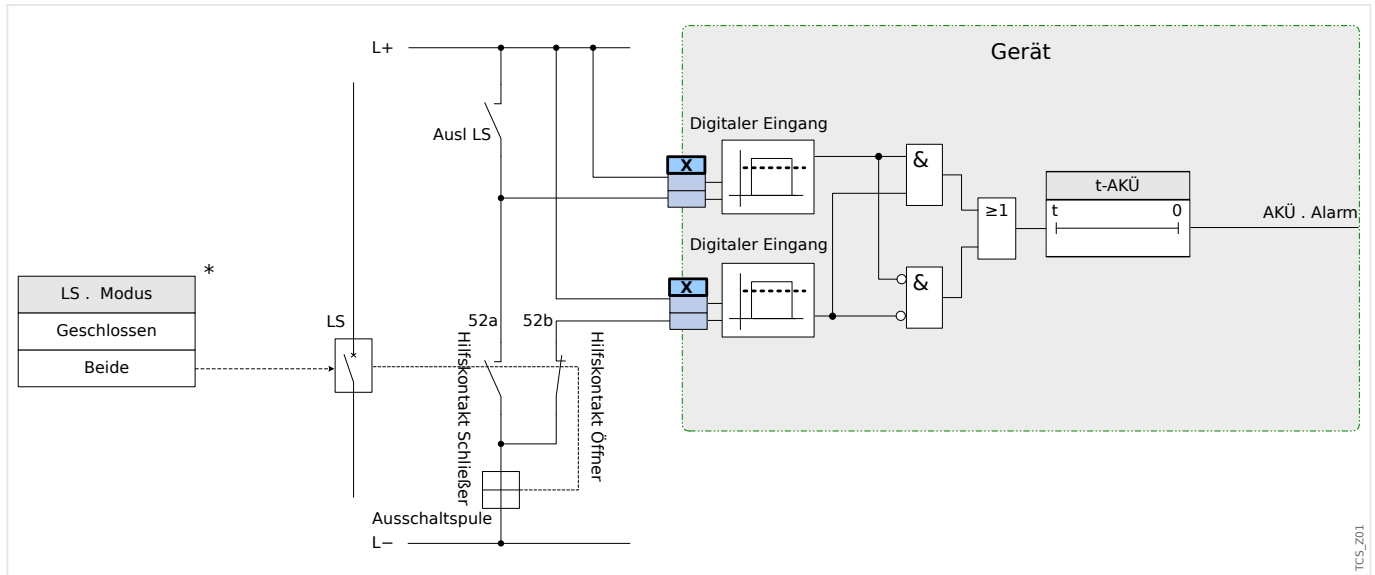 L+
Gerät
Ausl LS
Digitaler Eingang
X
&
t-AKÜ
t 0
≥1
AKÜ . Alarm
Digitaler Eingang
X
&
*
LS . Modus
Geschlossen
Beide
LS
52a
52b
Hilfskontakt Schließer
Hilfskontakt Öffner
Ausschaltspule
L−
TCS_Z01